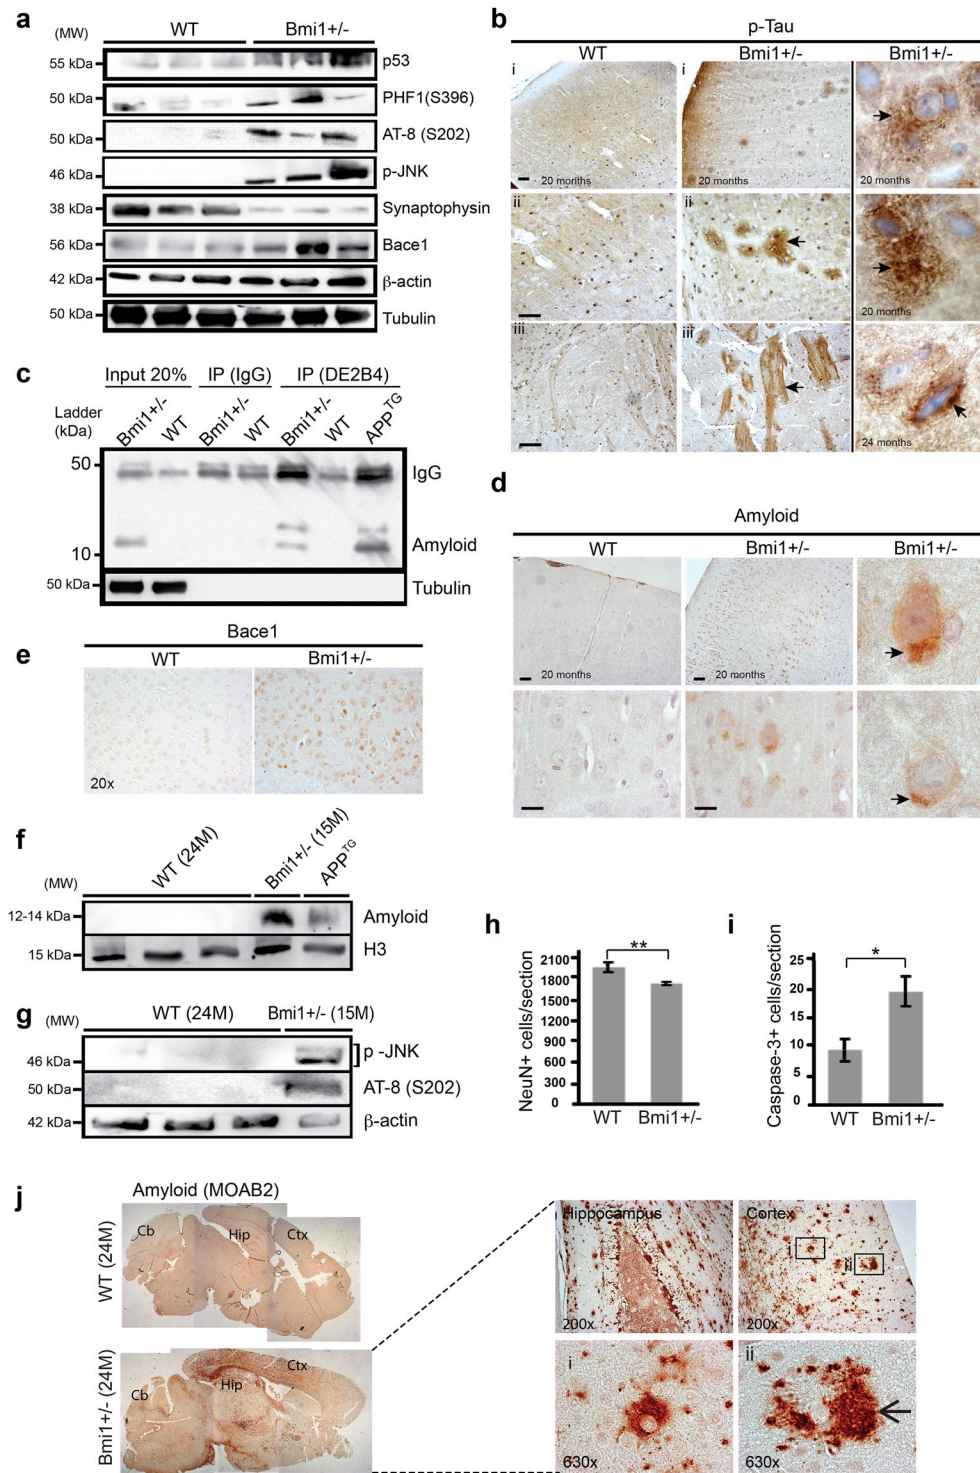 a
(MW)
WT
Bmi1+/-
55 kDa
p53
50 kDa
PHF1(S396)
50 kDa
AT-8 (S202)
46 kDa
p-JNK
38 kDa
Synaptophysin
56 kDa
Bace1
42 kDa
β-actin
50 kDa
Tubulin
b
p-Tau
WT
Bmi1+/-
Bmi1+/-
i
20 months
i
20 months
20 months
ii
ii
20 months
iii
iii
24 months
c
Input 20%
IP (IgG)
IP (DE2B4)
Ladder
(kDa)
Bmi1+/-
WT
Bmi1+/-
WT
Bmi1+/-
WT
APPTG
50
IgG
10
Amyloid
50 kDa
Tubulin
d
Amyloid
WT
Bmi1+/-
Bmi1+/-
20 months
20 months
e
Bace1
WT
Bmi1+/-
20x
f
(MW)
WT (24M)
Bmi1+/- (15M)
APPTG
12-14 kDa
Amyloid
15 kDa
H3
g
(MW)
WT (24M)
Bmi1+/- (15M)
46 kDa
p -JNK
50 kDa
AT-8 (S202)
42 kDa
β-actin
h
NeuN+ cells/section
2100
1800
1500
1200
900
600
300
0
**
WT
Bmi1+/-
i
Caspase-3+ cells/section
25
20
15
10
5
0
*
WT
Bmi1+/-
j
Amyloid (MOAB2)
WT (24M)
Cb
Hip
Ctx
Bmi1+/- (24M)
Cb
Hip
Ctx
Hippocampus
200x
Cortex
i
ii
200x
i
630x
ii
630x